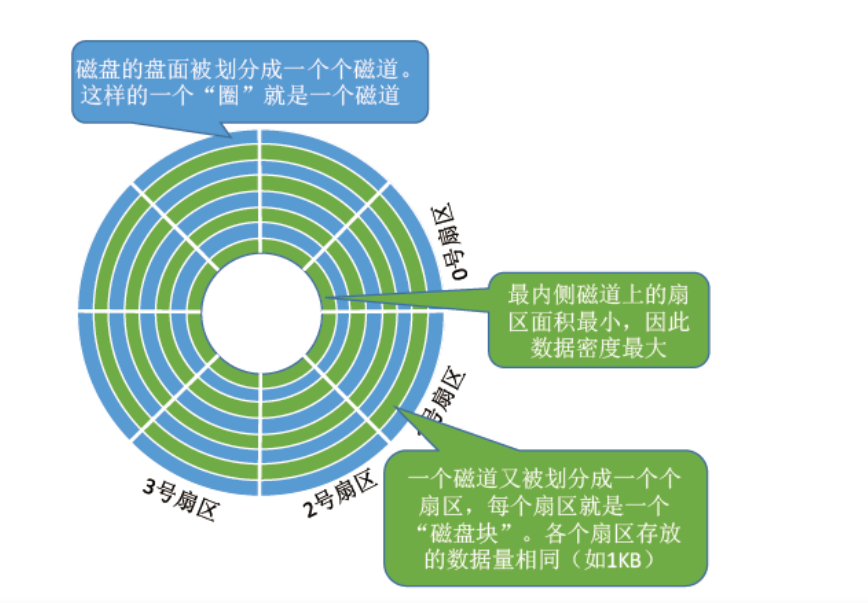 磁盘的盘面被划分成一个个磁道。
这样的一个“圈”就是一个磁道
0号扇区
最内侧磁道上的扇
区面积最小，因此
数据密度最大
号扇区
一个磁道又被划分成一个个
扇区，每个扇区就是一个
“磁盘块”。各个扇区存放
的数据量相同（如1KB）
2号扇区
3号扇区